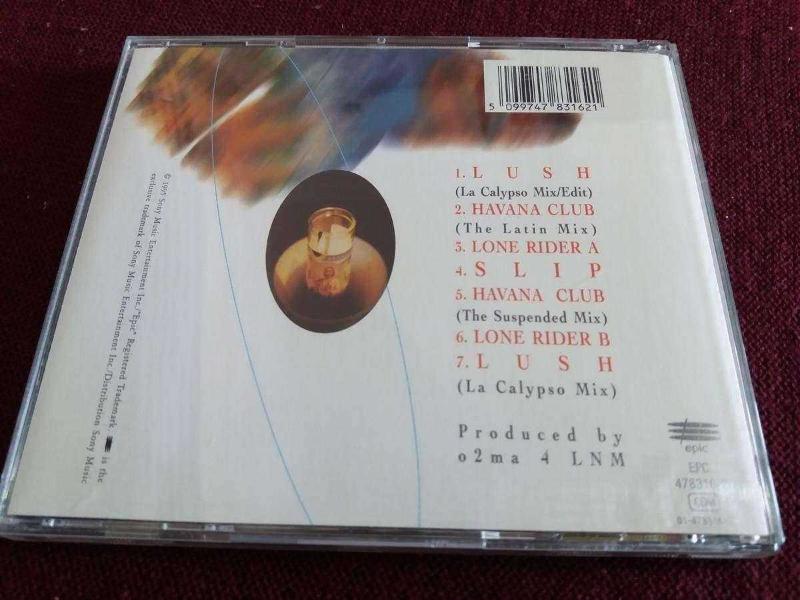 5 099747 831621
1. LUSH
(La Calypso Mix/Edit)
2. HAVANA CLUB
(The Latin Mix)
3. LONE RIDER A
4. SLIP
5. HAVANA CLUB
(The Suspended Mix)
6. LONE RIDER B
7. LUSH
(La Calypso Mix)
Produced by
o2ma 4 LNM
epic
EPC
© 1995 Sony Music Entertainment Inc./"Epic" Registered Trademark. is the
exclusive trademark of Sony Music Entertainment Inc./Distribution Sony Music